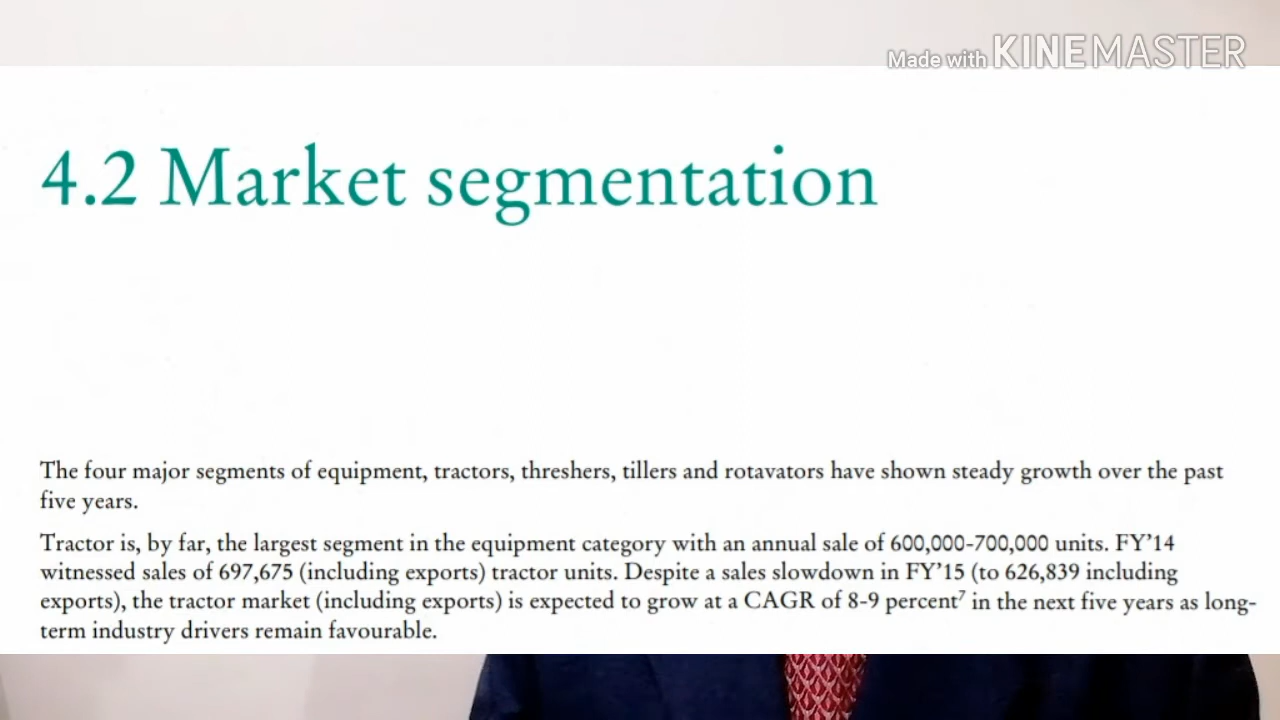 Made with KINEMASTER
4.2 Market segmentation
The four major segments of equipment, tractors, threshers, tillers and rotavators have shown steady growth over the past
five years.
Tractor is, by far, the largest segment in the equipment category with an annual sale of 600,000-700,000 units. FY’14
witnessed sales of 697,675 (including exports) tractor units. Despite a sales slowdown in FY’15 (to 626,839 including
exports), the tractor market (including exports) is expected to grow at a CAGR of 8-9 percent⁷ in the next five years as long-
term industry drivers remain favourable.